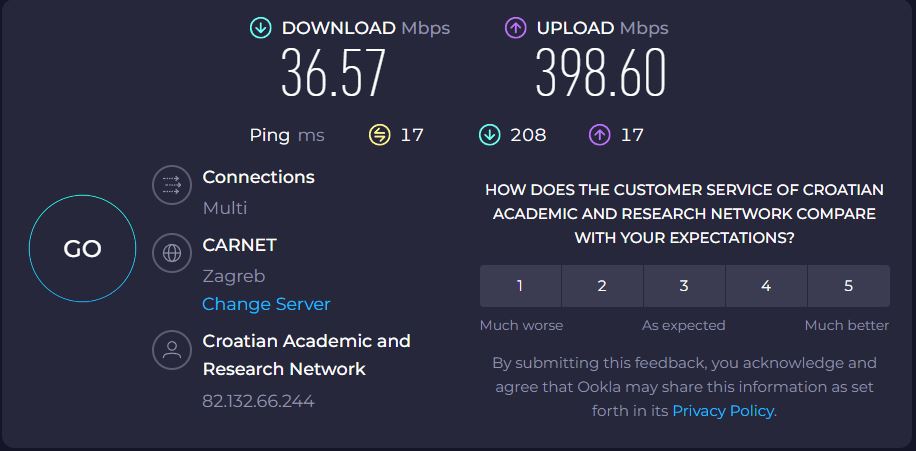 DOWNLOAD Mbps
36.57
UPLOAD Mbps
398.60
Ping ms 17 208 17
Connections
Multi
CARNET
Zagreb
Change Server
Croatian Academic and
Research Network
82.132.66.244
GO
HOW DOES THE CUSTOMER SERVICE OF CROATIAN
ACADEMIC AND RESEARCH NETWORK COMPARE
WITH YOUR EXPECTATIONS?
1 2 3 4 5
Much worse As expected Much better
By submitting this feedback, you acknowledge and
agree that Ookla may share this information as set
forth in its Privacy Policy.